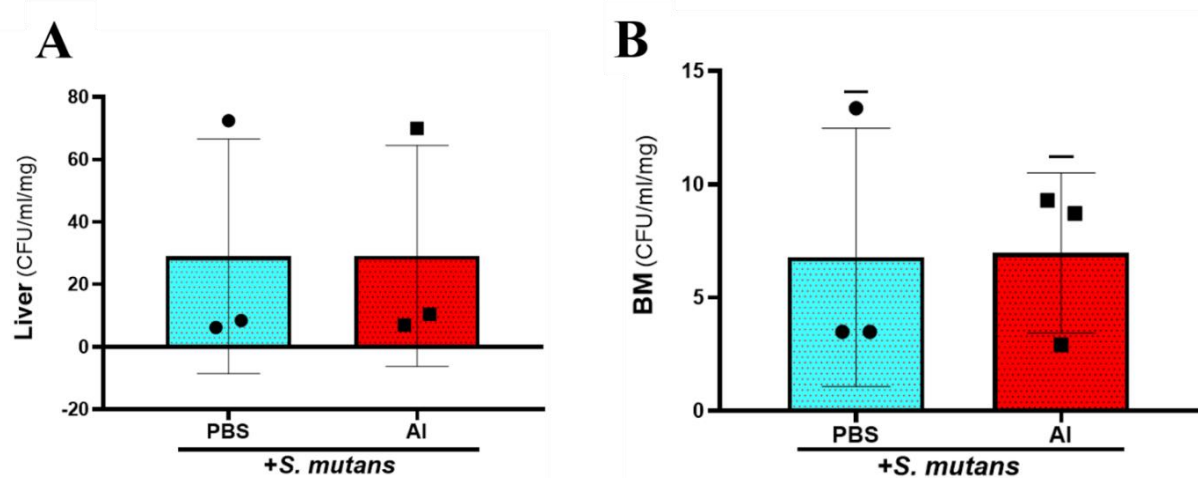 A
80
60
40
20
0
-20
Liver (CFU/ml/mg)
PBS
AI
+S. mutans
B
15
10
5
0
BM (CFU/ml/mg)
PBS
AI
+S. mutans